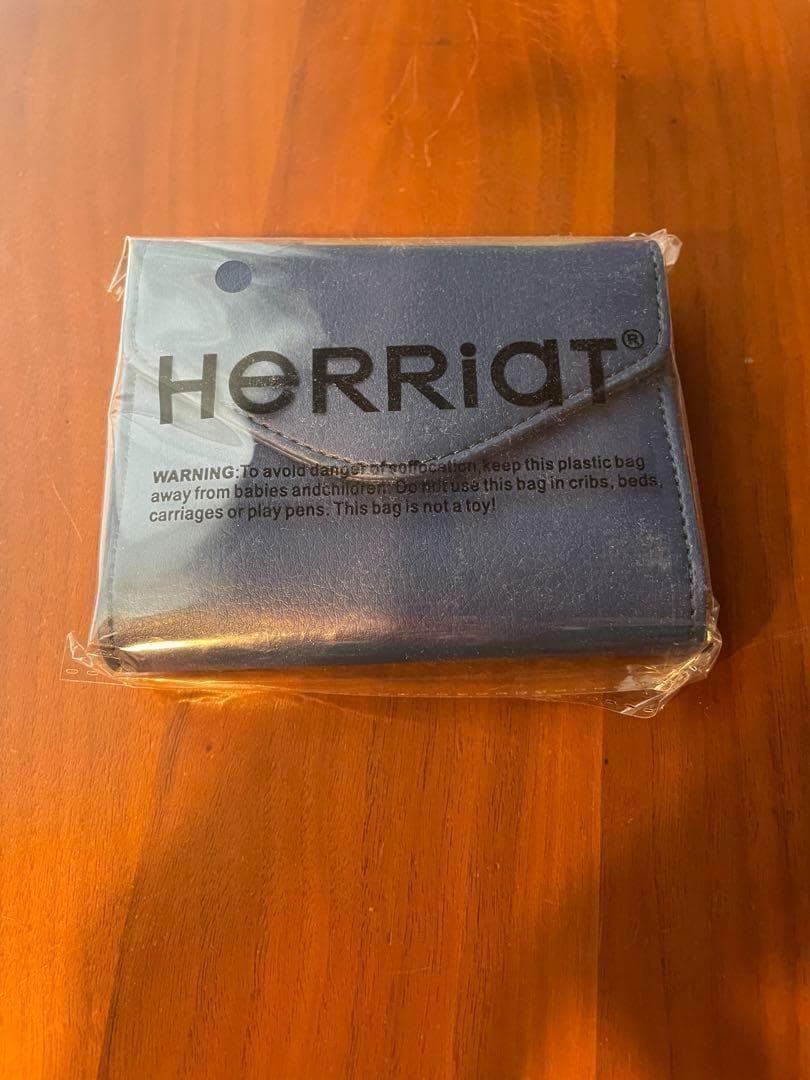 HeRRiaT®
WARNING:To avoid danger of suffocation,keep this plastic bag
away from babies andchildren. Do not use this bag in cribs, beds,
carriages or play pens. This bag is not a toy!